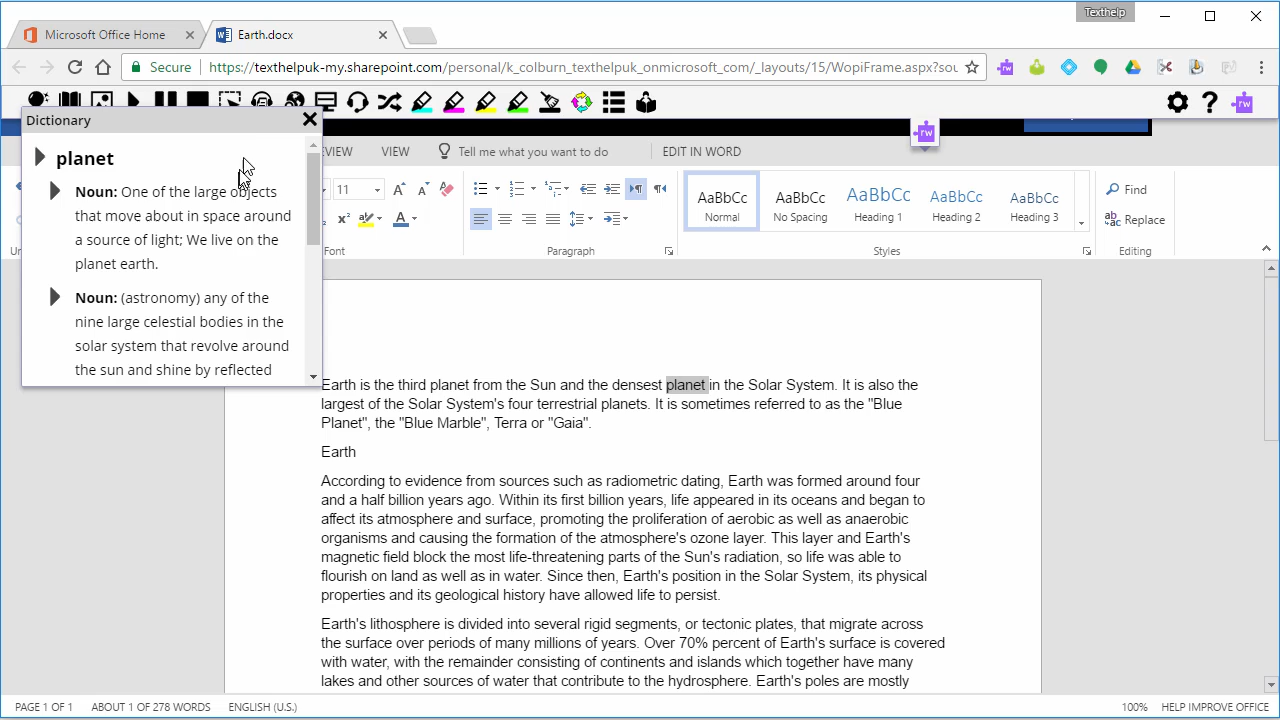 Texthelp
Microsoft Office Home
Earth.docx
Secure
https://texthelpuk-my.sharepoint.com/personal/k_colburn_texthelpuk_onmicrosoft_com/_layouts/15/WopiFrame.aspx?sou
rw
Dictionary
planet
Noun: One of the large objects
that move about in space around
a source of light; We live on the
planet earth.
Noun: (astronomy) any of the
nine large celestial bodies in the
solar system that revolve around
the sun and shine by reflected
VIEW
Tell me what you want to do
EDIT IN WORD
11
Font
Paragraph
AaBbCc
Normal
AaBbCc
No Spacing
AaBbCc
Heading 1
AaBbCc
Heading 2
AaBbCc
Heading 3
Styles
Find
Replace
Editing
Earth is the third planet from the Sun and the densest planet in the Solar System. It is also the
largest of the Solar System's four terrestrial planets. It is sometimes referred to as the "Blue
Planet", the "Blue Marble", Terra or "Gaia".
Earth
According to evidence from sources such as radiometric dating, Earth was formed around four
and a half billion years ago. Within its first billion years, life appeared in its oceans and began to
affect its atmosphere and surface, promoting the proliferation of aerobic as well as anaerobic
organisms and causing the formation of the atmosphere's ozone layer. This layer and Earth's
magnetic field block the most life-threatening parts of the Sun's radiation, so life was able to
flourish on land as well as in water. Since then, Earth's position in the Solar System, its physical
properties and its geological history have allowed life to persist.
Earth's lithosphere is divided into several rigid segments, or tectonic plates, that migrate across
the surface over periods of many millions of years. Over 70% percent of Earth's surface is covered
with water, with the remainder consisting of continents and islands which together have many
lakes and other sources of water that contribute to the hydrosphere. Earth's poles are mostly
PAGE 1 OF 1
ABOUT 1 OF 278 WORDS
ENGLISH (U.S.)
100%
HELP IMPROVE OFFICE